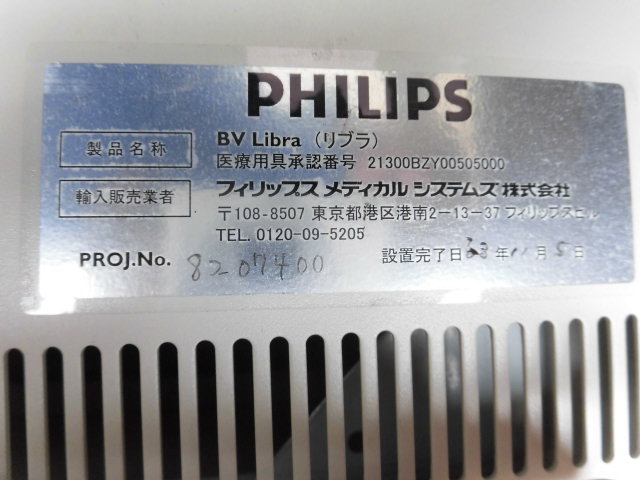 PHILIPS
製品名称 BV Libra（リブラ）
医療用具承認番号 21300BZY00505000
輸入販売業者 フィリップス メディカル システムズ 株式会社
〒108-8507 東京都港区港南2-13-37 フィリップスビル
TEL. 0120-09-5205
PROJ.No. 8207400 設置完了日 年11月5日